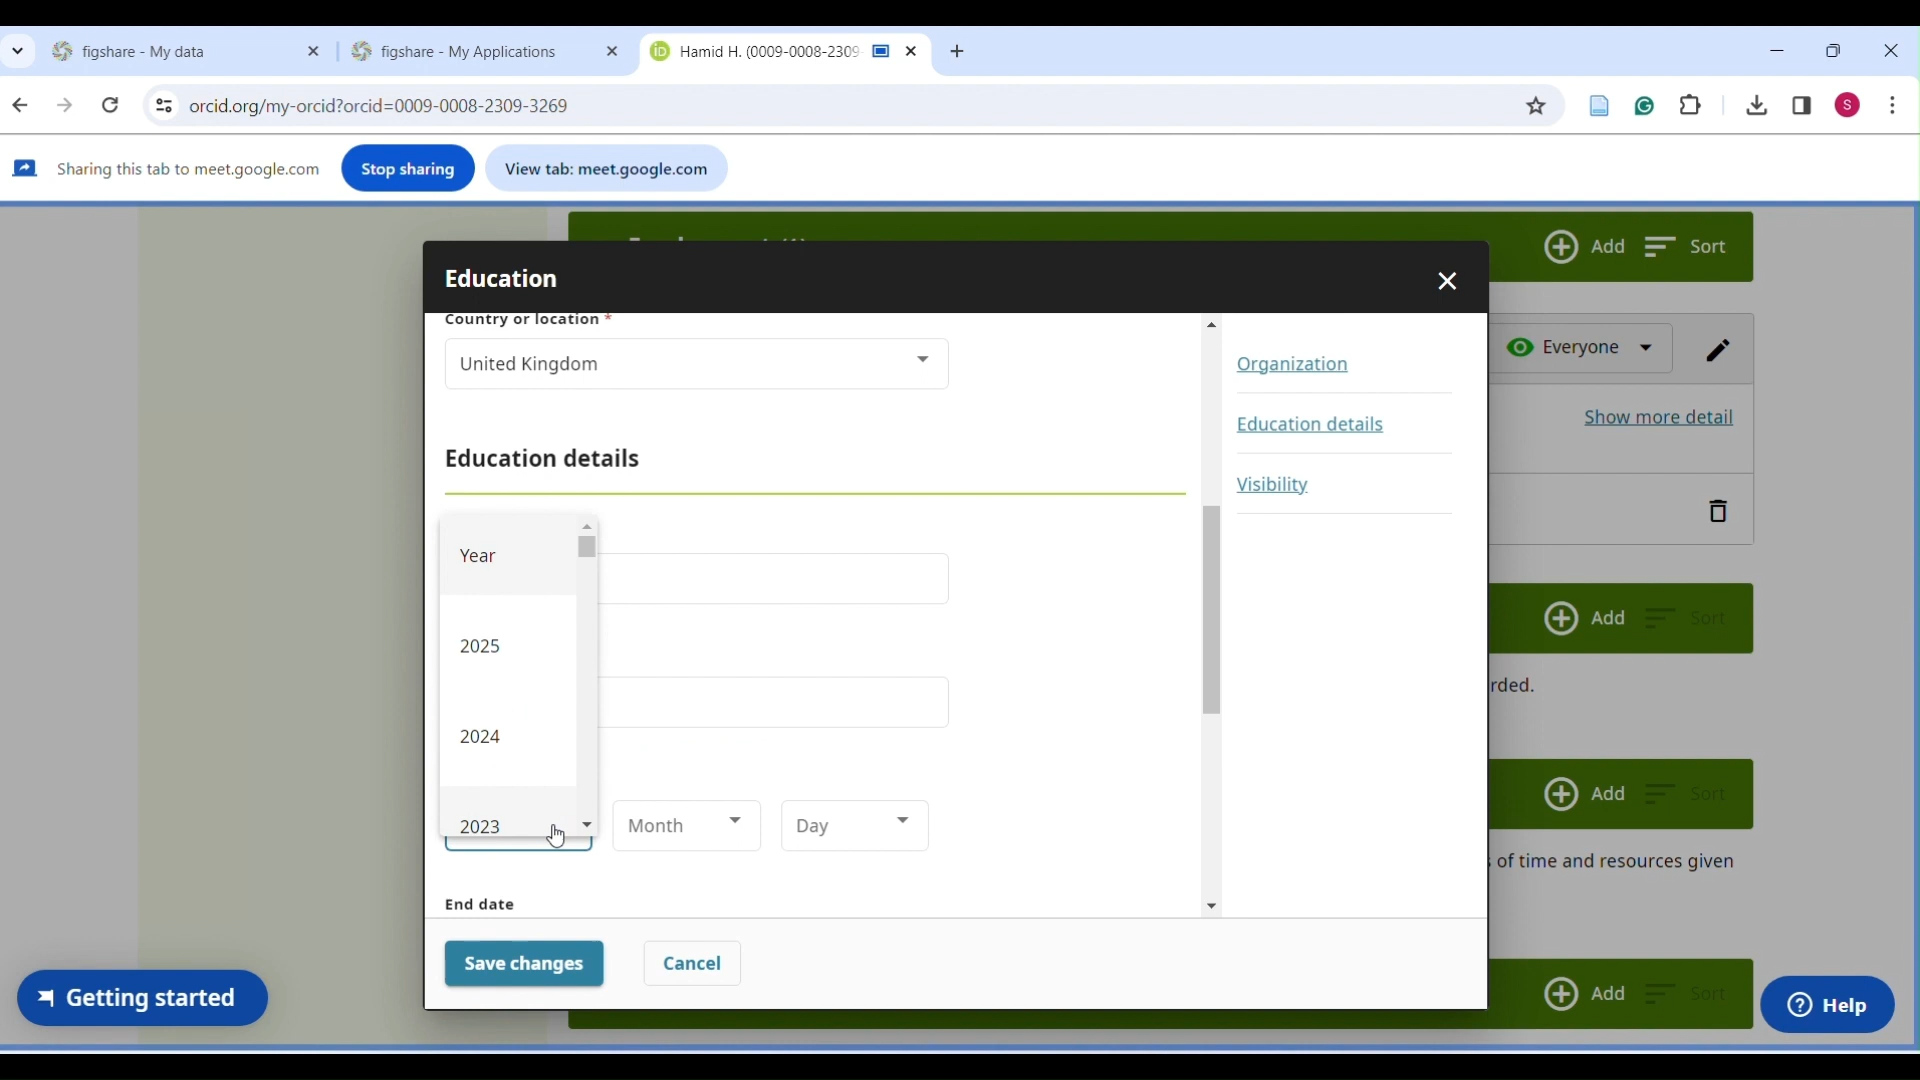 figshare - My data
figshare - My Applications
Hamid H. (0009-0008-2309-
orcid.org/my-orcid?orcid=0009-0008-2309-3269
S
Sharing this tab to meet.google.com
Stop sharing
View tab: meet.google.com
Add
Sort
Education
Country or location *
United Kingdom
Organization
Everyone
Education details
Show more detail
Education details
Visibility
Year
2025
Add
Sort
rded.
2024
Add
Sort
2023
Month
Day
of time and resources given
End date
Save changes
Cancel
Getting started
Add
Sort
Help